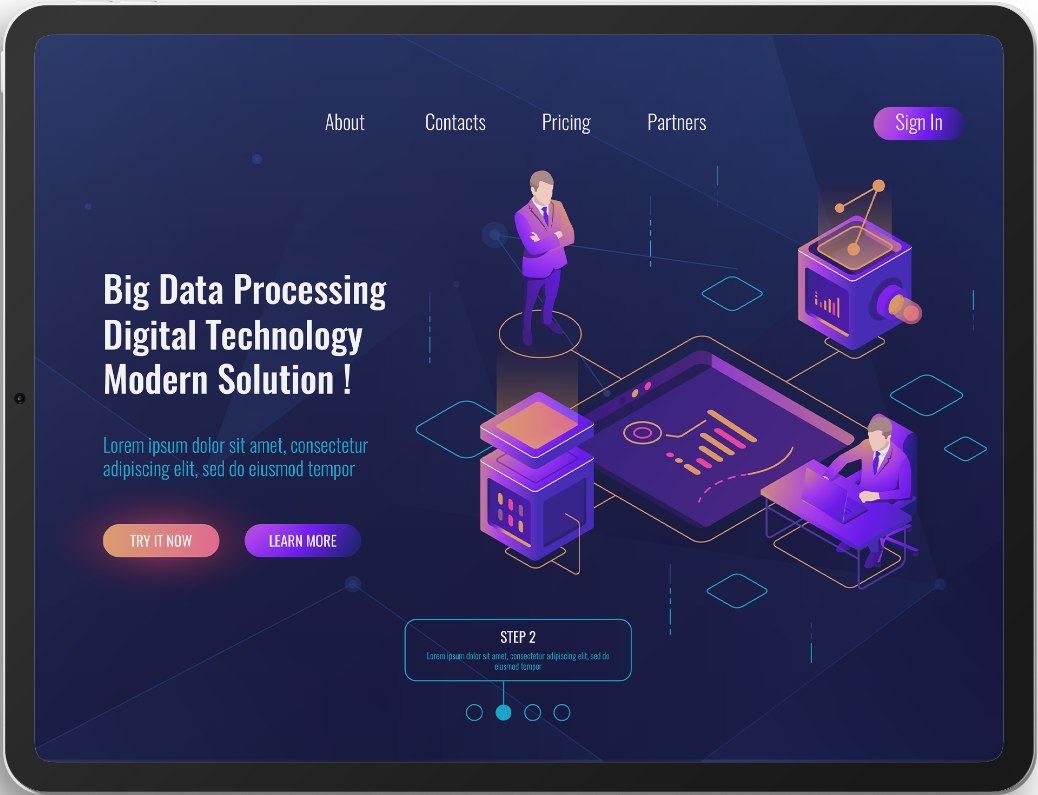 About Contacts Pricing Partners Sign In
Big Data Processing
Digital Technology
Modern Solution !
Lorem ipsum dolor sit amet, consectetur
adipiscing elit, sed do eiusmod tempor
TRY IT NOW LEARN MORE
STEP 2
Lorem ipsum dolor sit amet, consectetur adipiscing elit, sed do
eiusmod tempor